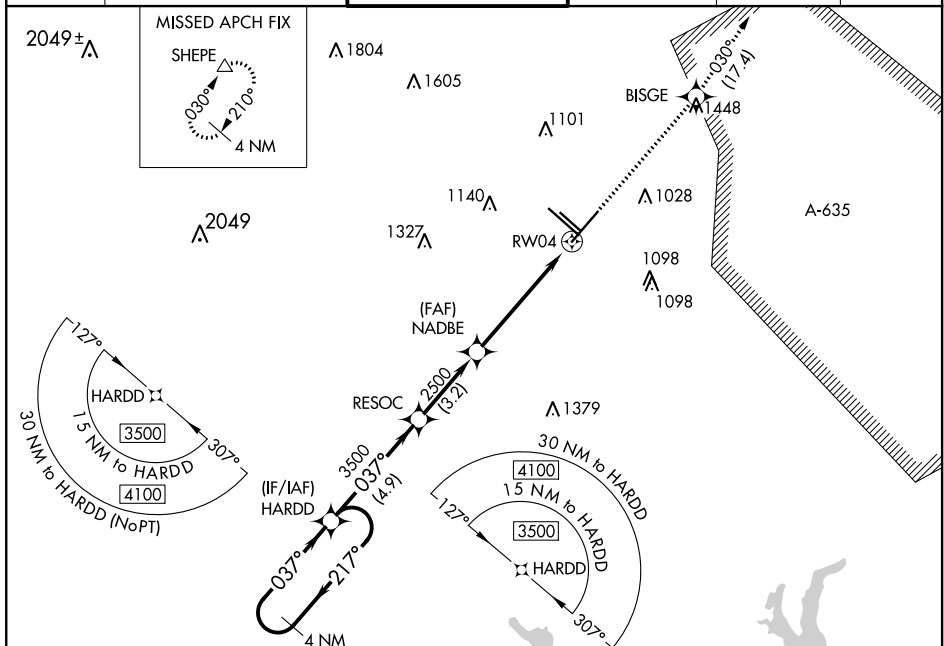 MISSED APCH FIX
SHEPE
030°
210°
4 NM
2049±
1804
1605
1101
1140
1327
2049
BISGE
030°
(17.4)
1448
1028
A-635
RW04
1098
1098
(FAF)
NADBE
2500
(3.2)
RESOC
1379
3500
037°
(4.9)
(IF/IAF)
HARDD
037°
217°
4 NM
127°
HARDD
3500
15 NM to HARDD
307°
4100
30 NM to HARDD (NoPT)
30 NM to HARDD
4100
15 NM to HARDD
127°
3500
HARDD
307°